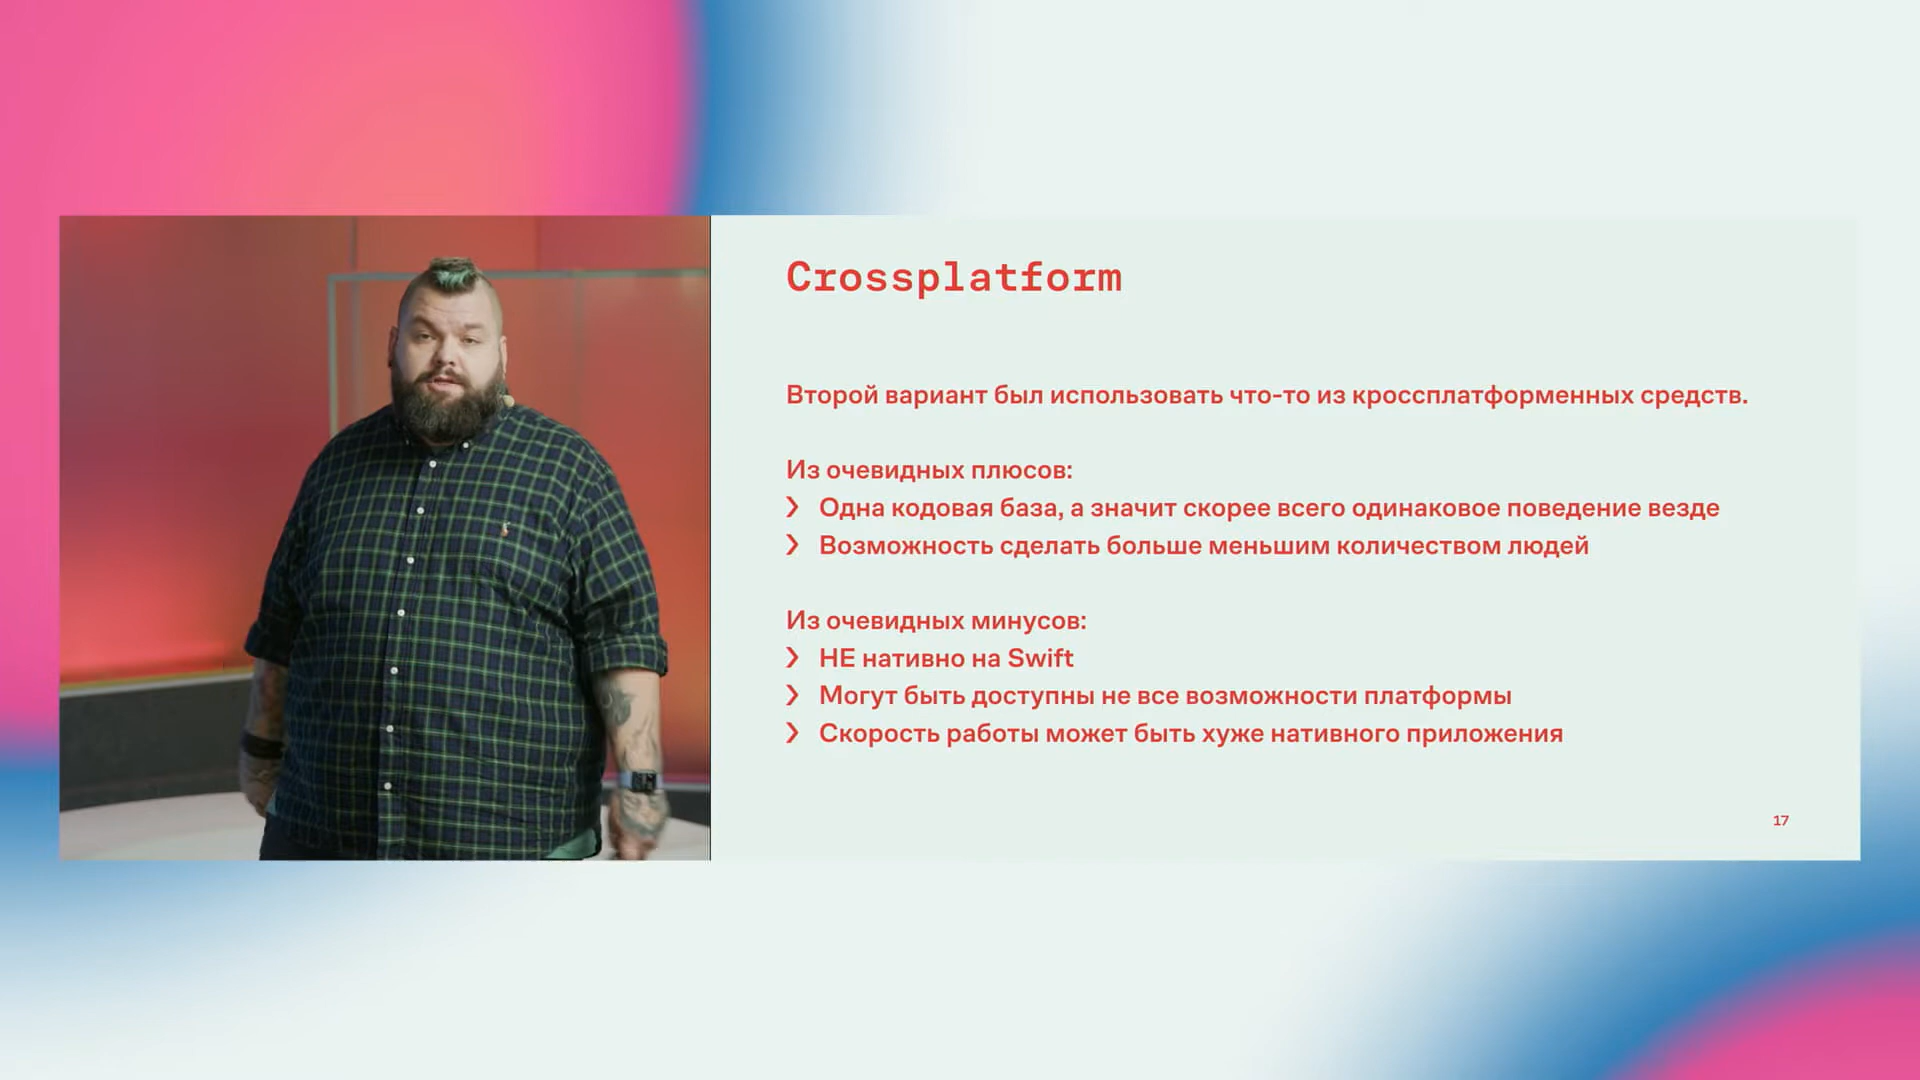 Crossplatform
Второй вариант был использовать что-то из кроссплатформенных средств.
Из очевидных плюсов:
❯ Одна кодовая база, а значит скорее всего одинаковое поведение везде
❯ Возможность сделать больше меньшим количеством людей
Из очевидных минусов:
❯ НЕ нативно на Swift
❯ Могут быть доступны не все возможности платформы
❯ Скорость работы может быть хуже нативного приложения
17